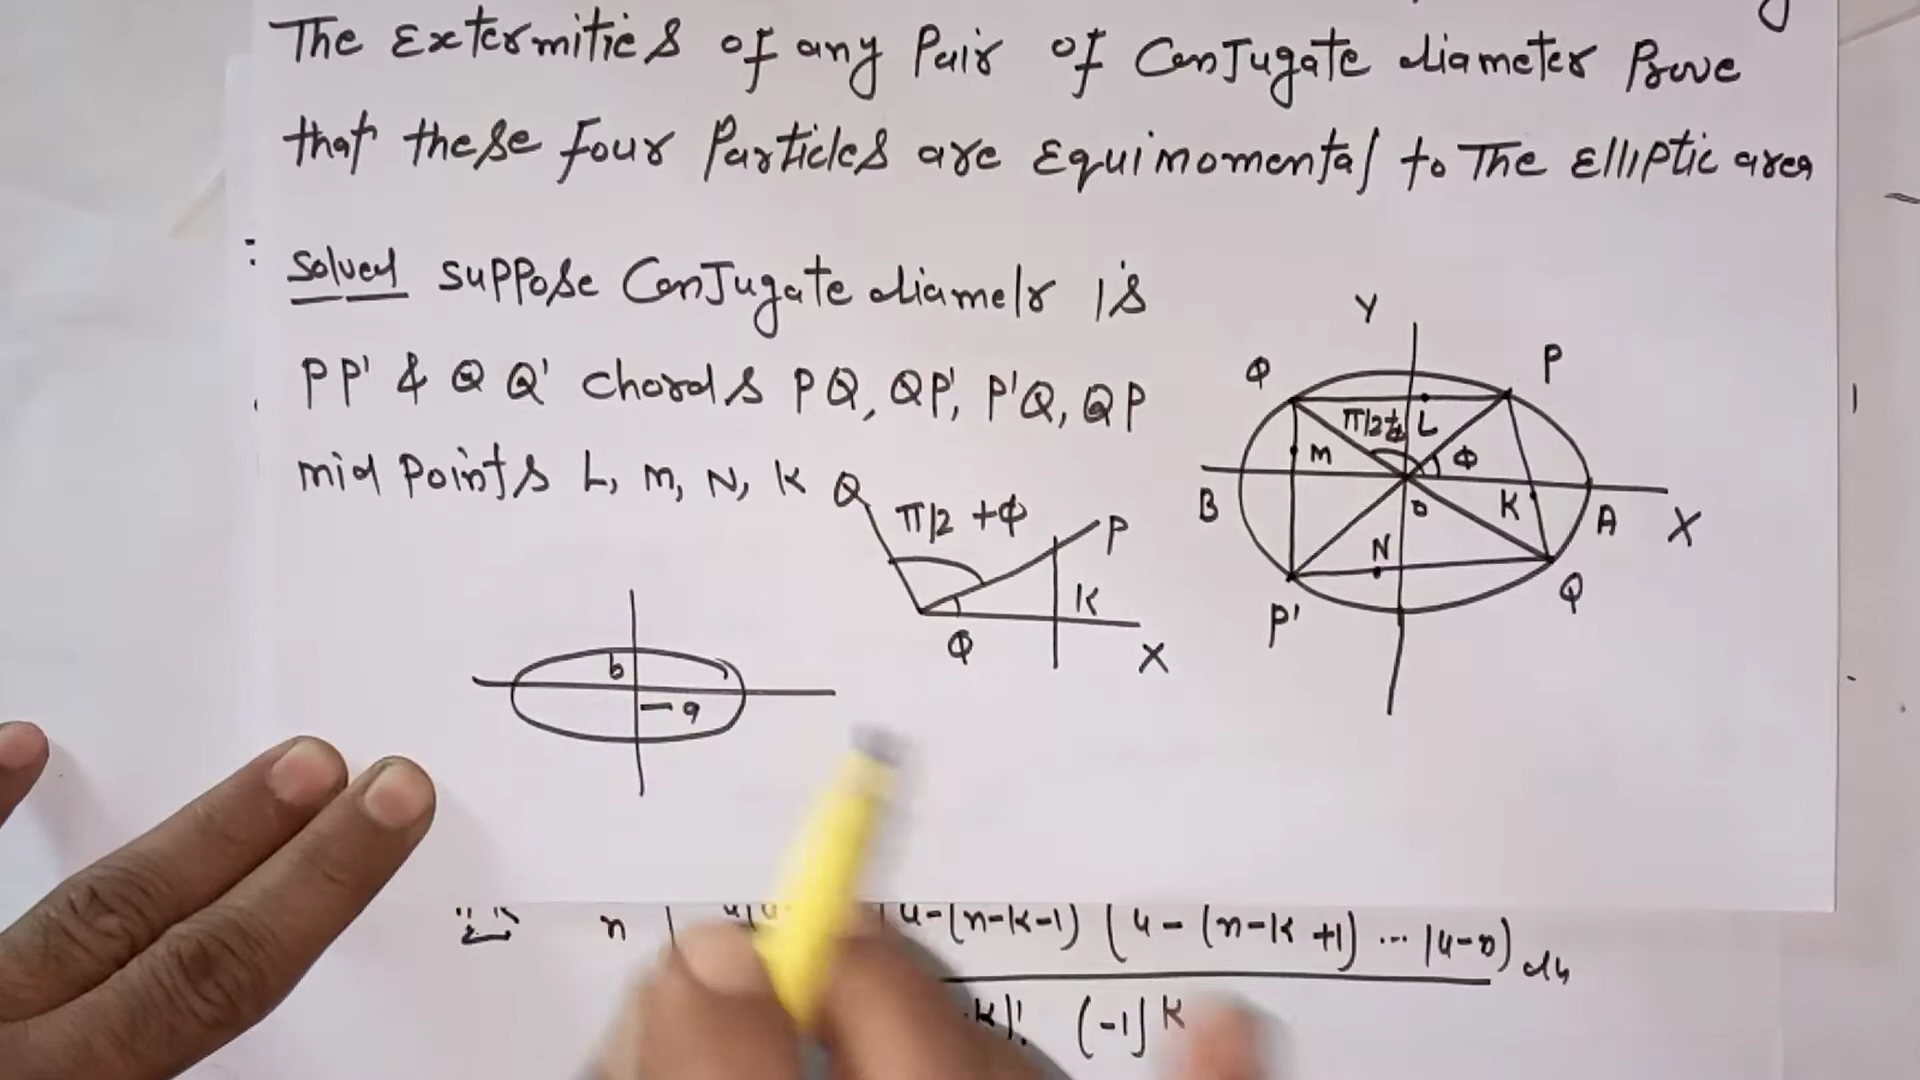 The Extermities of any Pair of Conjugate diameter Prove
that these four Particles are Equimomental to The Elliptic area
Solved suppose Conjugate diametr is
PP' & QQ' chords PQ, QP', P'Q, QP
mid Points L, M, N, K
Q
π/2 +ϕ
P
K
ϕ
X
b
a
Y
ϕ
P
L
M
ϕ
B
O
K
A
X
N
P'
Q
n
4-(n-k-1) (4-(n-k+1) ... (4-0) d4
k)! (-1)^k